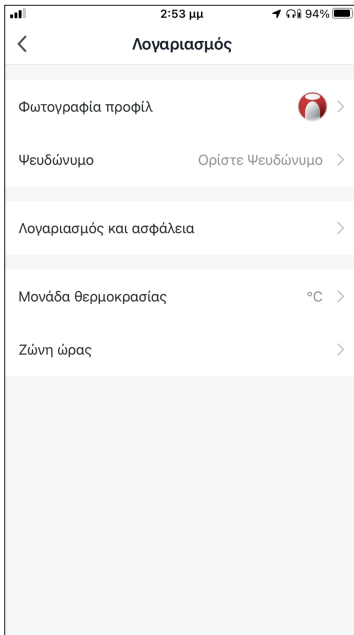 2:53 μμ 94%
Λογαριασμός
Φωτογραφία προφίλ
Ψευδώνυμο Ορίστε Ψευδώνυμο
Λογαριασμός και ασφάλεια
Μονάδα θερμοκρασίας °C
Ζώνη ώρας